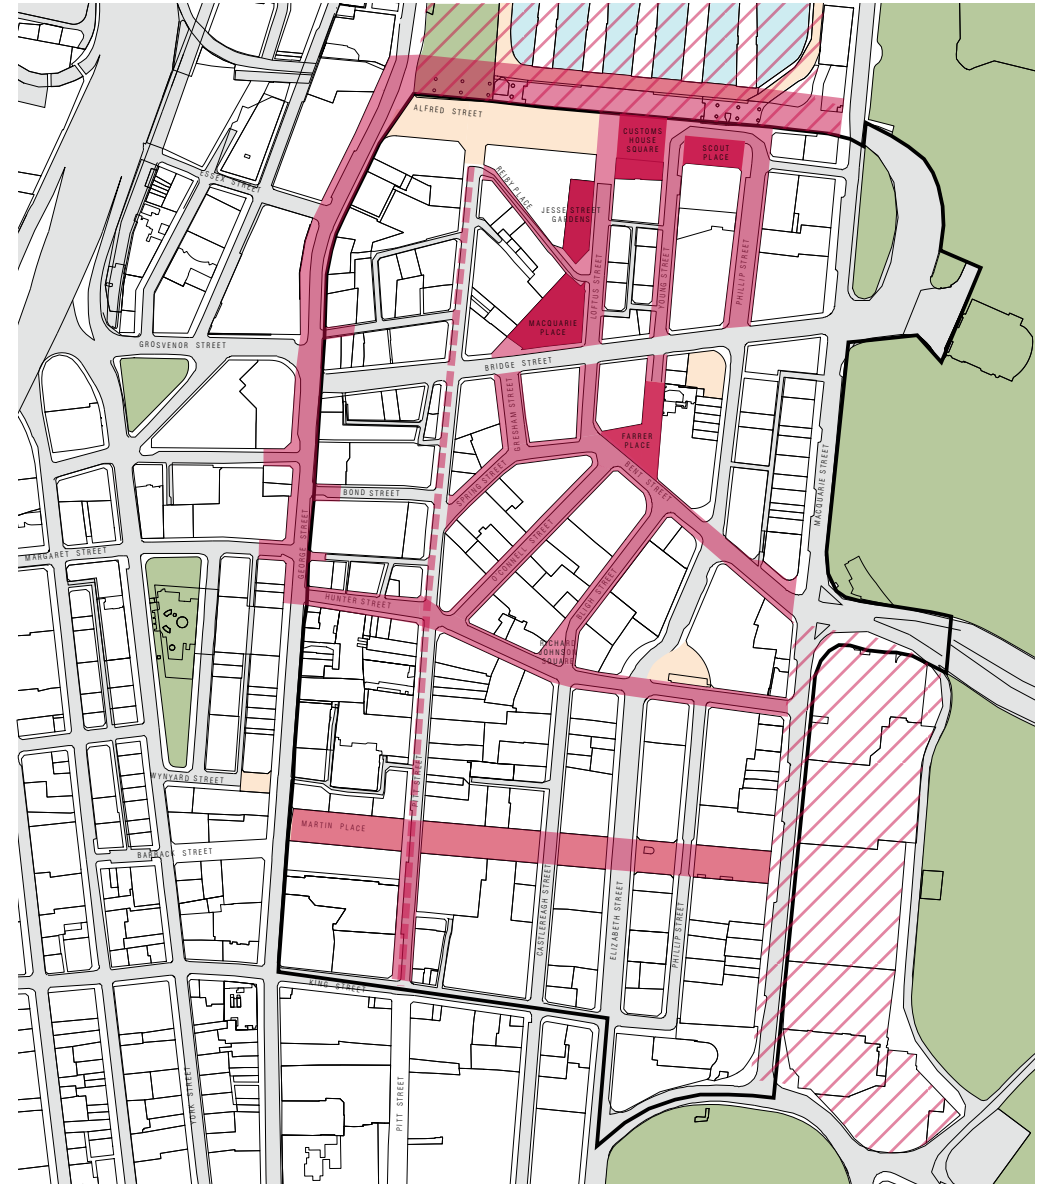 ALFRED STREET
CUSTOMS
HOUSE
SQUARE
SCOUT
PLACE
ESSEX STREET
REIBY PLACE
JESSE STREET
GARDENS
LOFTUS STREET
YOUNG STREET
PHILLIP STREET
MACQUARIE
PLACE
GROSVENOR STREET
BRIDGE STREET
GRESHAM STREET
FARRER
PLACE
BENT STREET
SPRING STREET
BOND STREET
MACQUARIE STREET
O'CONNELL STREET
GEORGE STREET
MARGARET STREET
HUNTER STREET
BLIGH STREET
RICHARD
JOHNSON
SQUARE
WYNYARD STREET
PITT STREET
MARTIN PLACE
BARRACK STREET
CASTLEREAGH STREET
ELIZABETH STREET
PHILLIP STREET
KING STREET
YORK STREET
PITT STREET